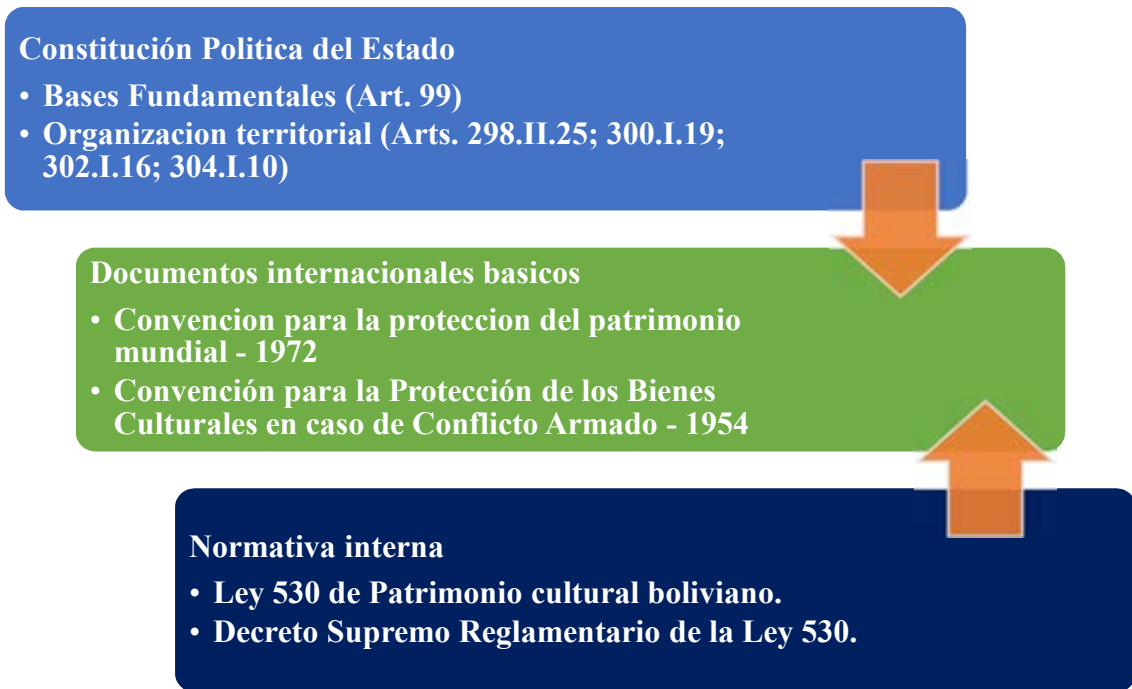 Constitución Politica del Estado
• Bases Fundamentales (Art. 99)
• Organizacion territorial (Arts. 298.II.25; 300.I.19;
302.I.16; 304.I.10)
Documentos internacionales basicos
• Convencion para la proteccion del patrimonio
mundial - 1972
• Convención para la Protección de los Bienes
Culturales en caso de Conflicto Armado - 1954
Normativa interna
• Ley 530 de Patrimonio cultural boliviano.
• Decreto Supremo Reglamentario de la Ley 530.